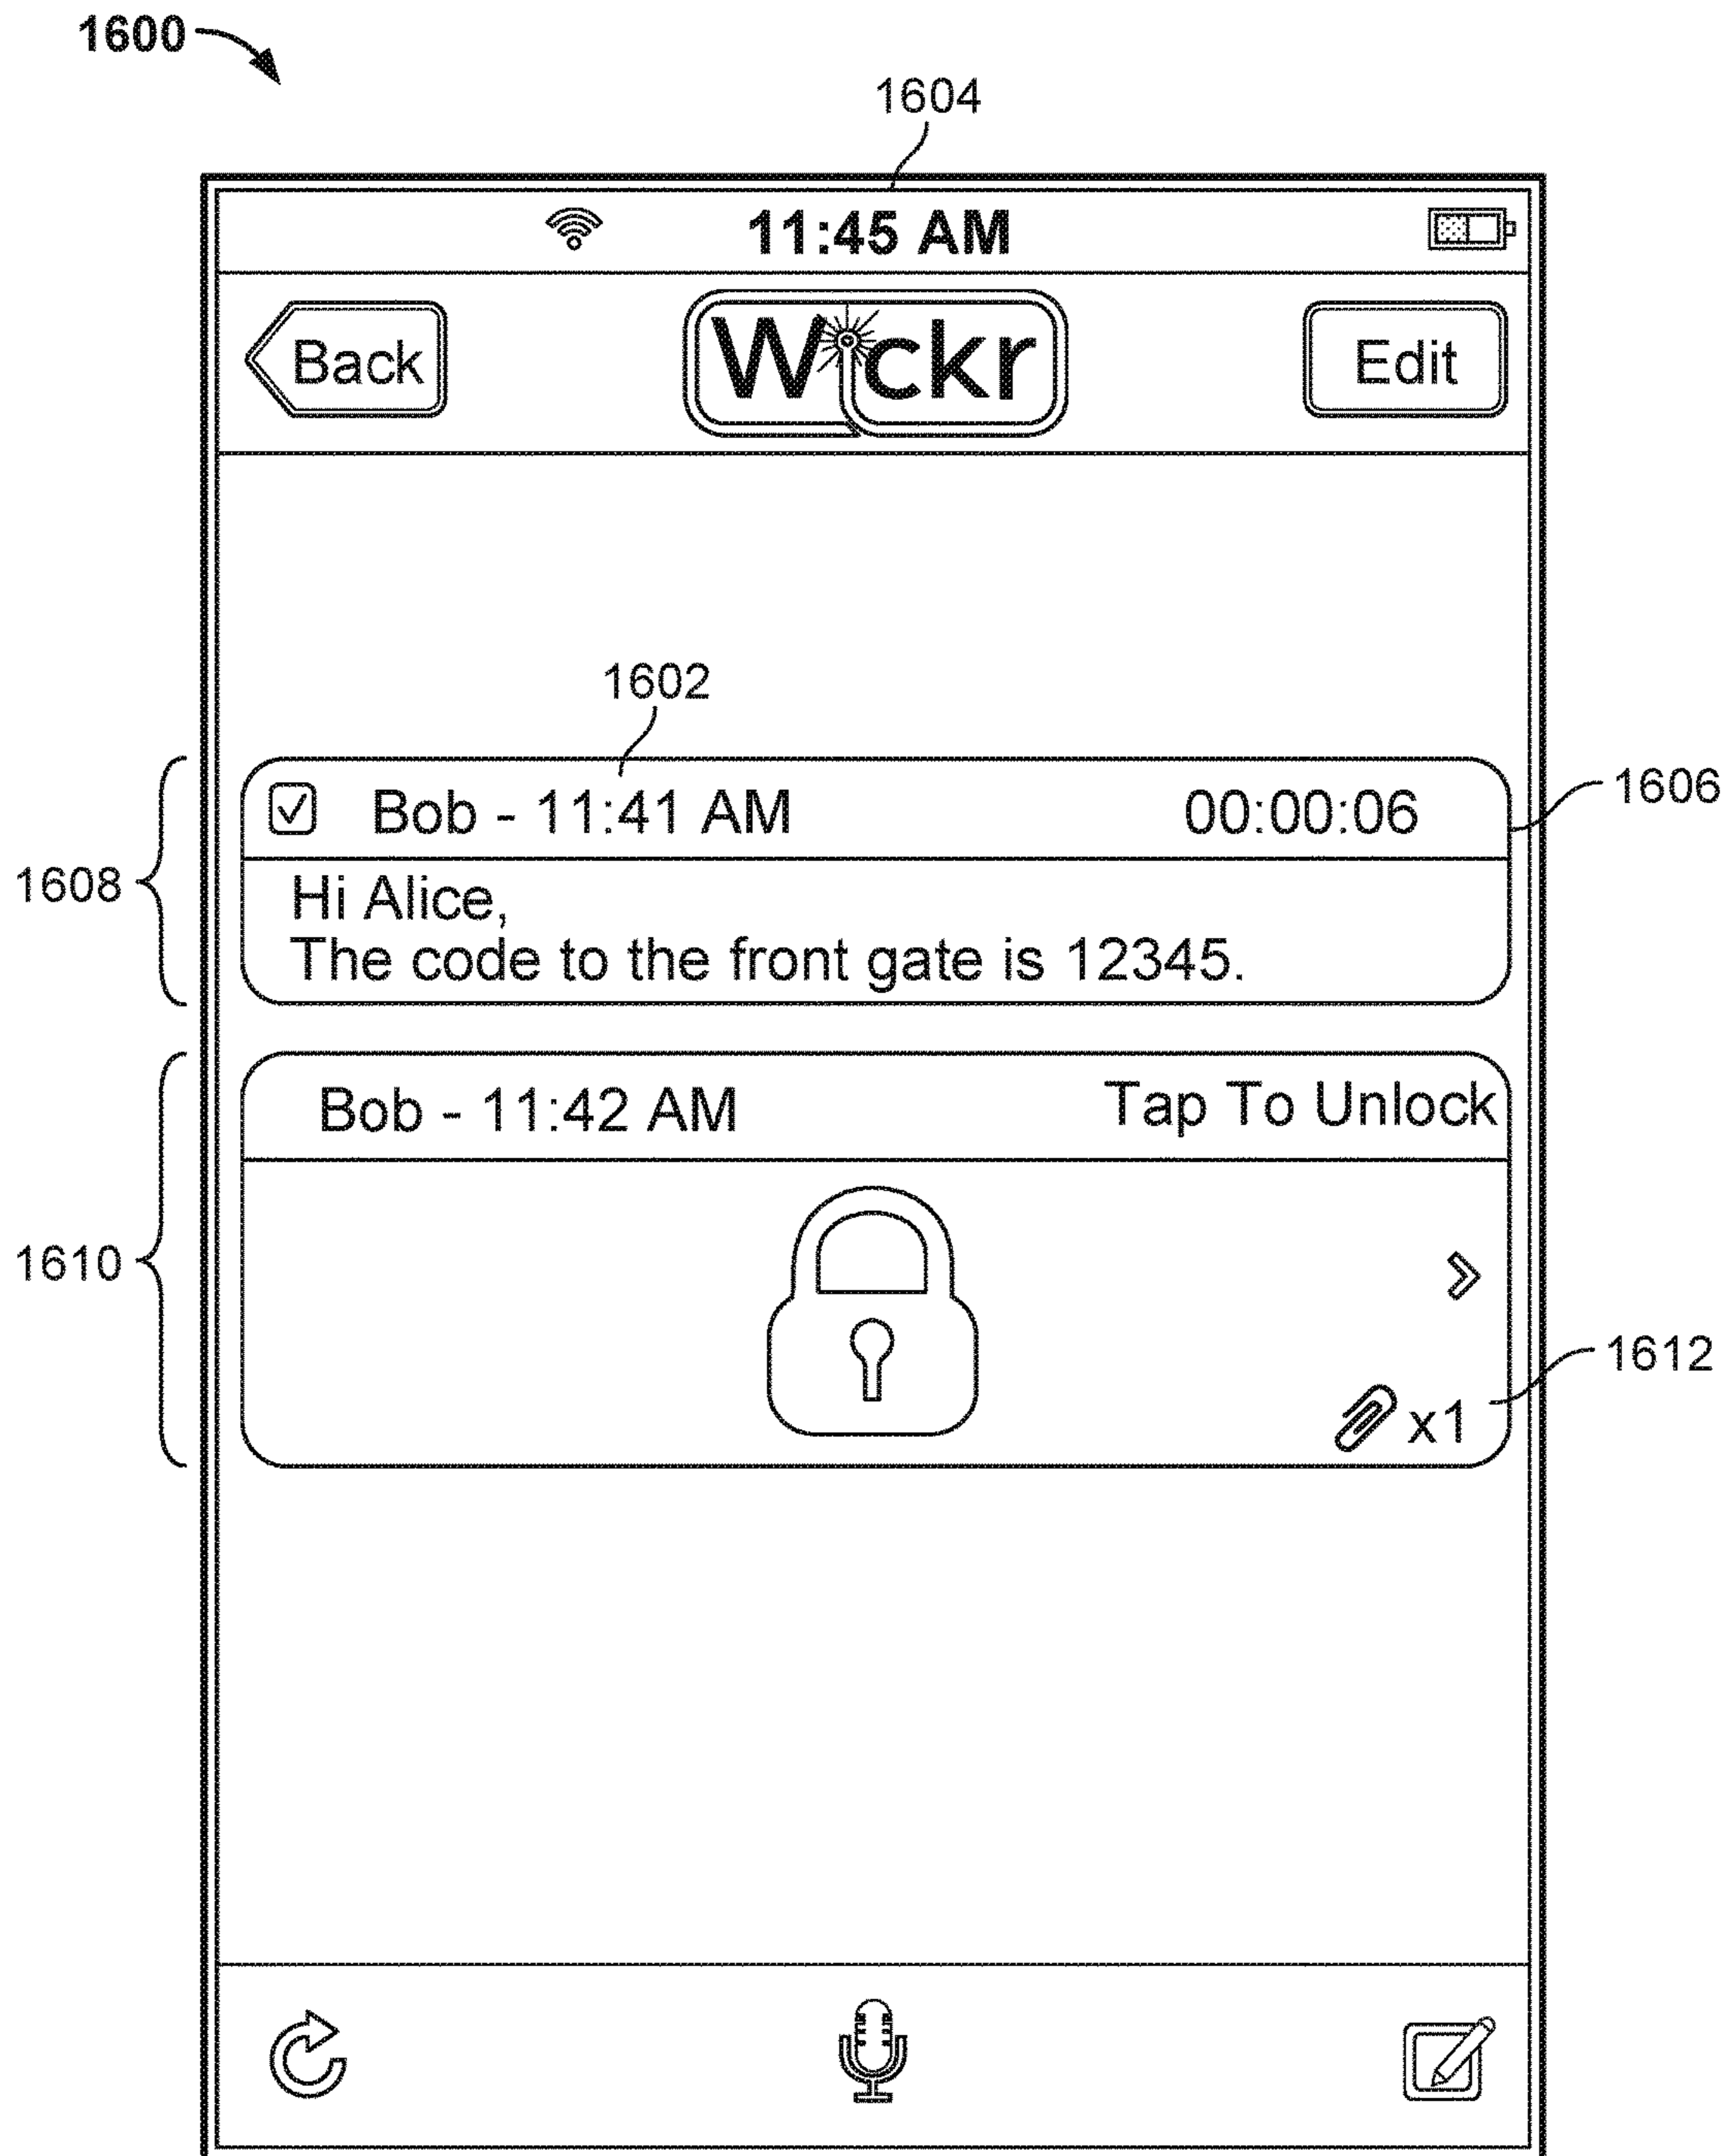 1600
1604
11:45 AM
Back
Wickr
Edit
1602
Bob - 11:41 AM
00:00:06
1606
1608
Hi Alice,
The code to the front gate is 12345.
Bob - 11:42 AM
Tap To Unlock
1610
1612
x1